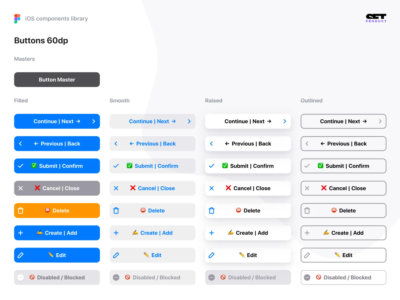 iOS components library
SET
PRODUCT
Buttons 60dp
Masters
Button Master
Filled Smooth Raised Outlined
Continue | Next → Continue | Next → Continue | Next → Continue | Next →
← Previous | Back ← Previous | Back ← Previous | Back ← Previous | Back
✅ Submit | Confirm ✅ Submit | Confirm ✅ Submit | Confirm ✅ Submit | Confirm
❌ Cancel | Close ❌ Cancel | Close ❌ Cancel | Close ❌ Cancel | Close
Delete Delete Delete Delete
✍ Create | Add ✍ Create | Add ✍ Create | Add ✍ Create | Add
✏️ Edit ✏️ Edit ✏️ Edit ✏️ Edit
🚫 Disabled / Blocked 🚫 Disabled / Blocked 🚫 Disabled / Blocked 🚫 Disabled / Blocked